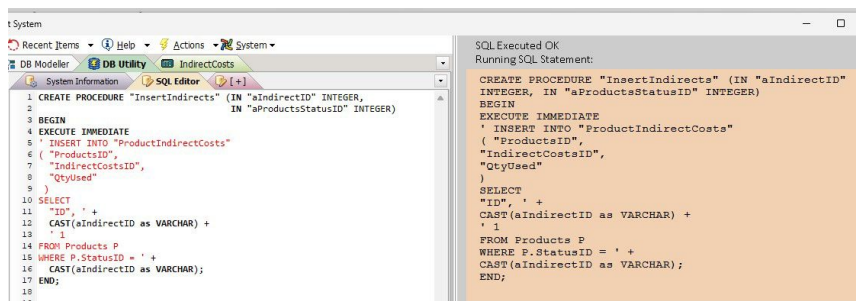 t System
Recent Items Help Actions System
DB Modeller DB Utility IndirectCosts
System Information SQL Editor [+]
1 CREATE PROCEDURE "InsertIndirects" (IN "aIndirectID" INTEGER,
2 IN "aProductsStatusID" INTEGER)
3 BEGIN
4 EXECUTE IMMEDIATE
5 ' INSERT INTO "ProductIndirectCosts"
6 ( "ProductsID",
7 "IndirectCostsID",
8 "QtyUsed"
9 )
10 SELECT
11 "ID", ' +
12 CAST(aIndirectID as VARCHAR) +
13 ' 1
14 FROM Products P
15 WHERE P.StatusID = ' +
16 CAST(aIndirectID as VARCHAR);
17 END;
18
SQL Executed OK
Running SQL Statement:
CREATE PROCEDURE "InsertIndirects" (IN "aIndirectID"
INTEGER, IN "aProductsStatusID" INTEGER)
BEGIN
EXECUTE IMMEDIATE
' INSERT INTO "ProductIndirectCosts"
( "ProductsID",
"IndirectCostsID",
"QtyUsed"
)
SELECT
"ID", ' +
CAST(aIndirectID as VARCHAR) +
' 1
FROM Products P
WHERE P.StatusID = ' +
CAST(aIndirectID as VARCHAR);
END;